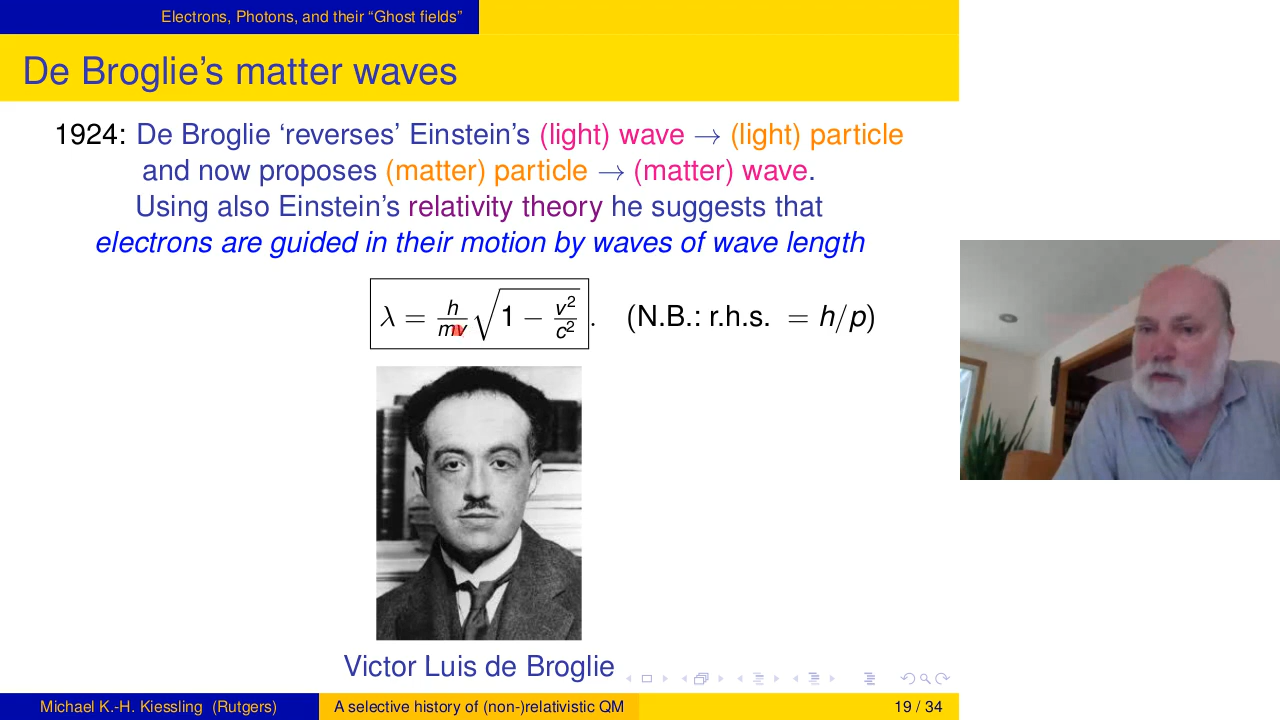 Electrons, Photons, and their “Ghost fields”
De Broglie’s matter waves
1924: De Broglie ‘reverses’ Einstein’s (light) wave → (light) particle
and now proposes (matter) particle → (matter) wave.
Using also Einstein’s relativity theory he suggests that
electrons are guided in their motion by waves of wave length
λ = h/mv √(1 − v²/c²). (N.B.: r.h.s. = h/p)
Victor Luis de Broglie
Michael K.-H. Kiessling (Rutgers) A selective history of (non-)relativistic QM 19 / 34